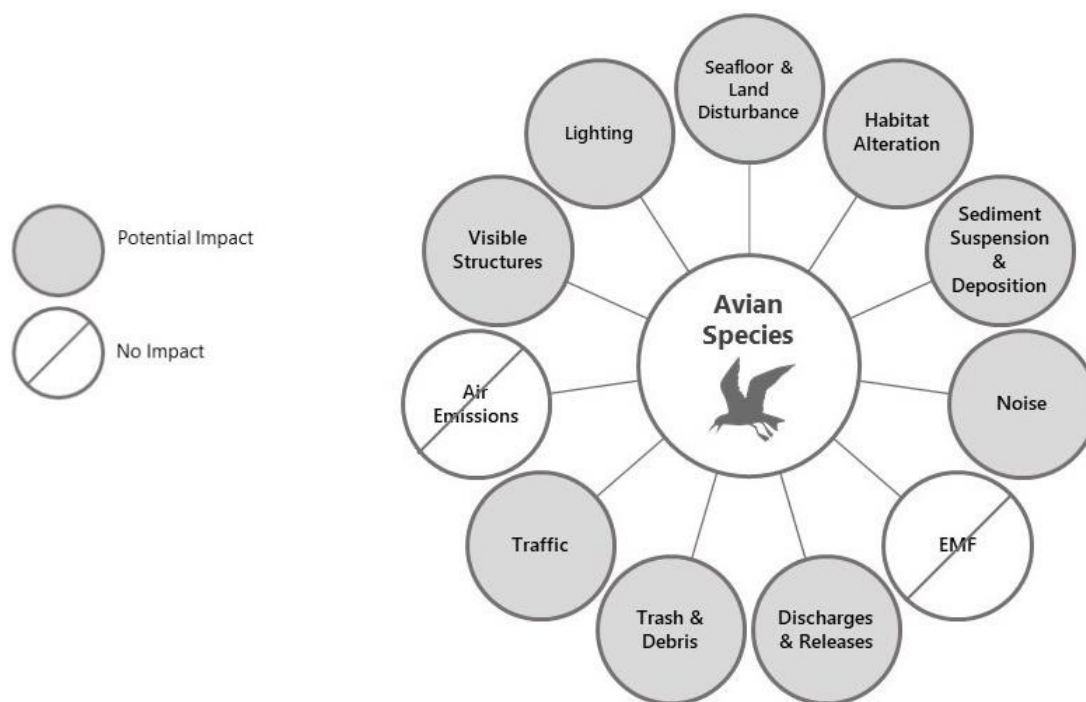 Potential Impact
No Impact
Avian
Species
Seafloor &
Land
Disturbance
Habitat
Alteration
Sediment
Suspension
&
Deposition
Noise
EMF
Discharges
& Releases
Trash &
Debris
Traffic
Air
Emissions
Visible
Structures
Lighting